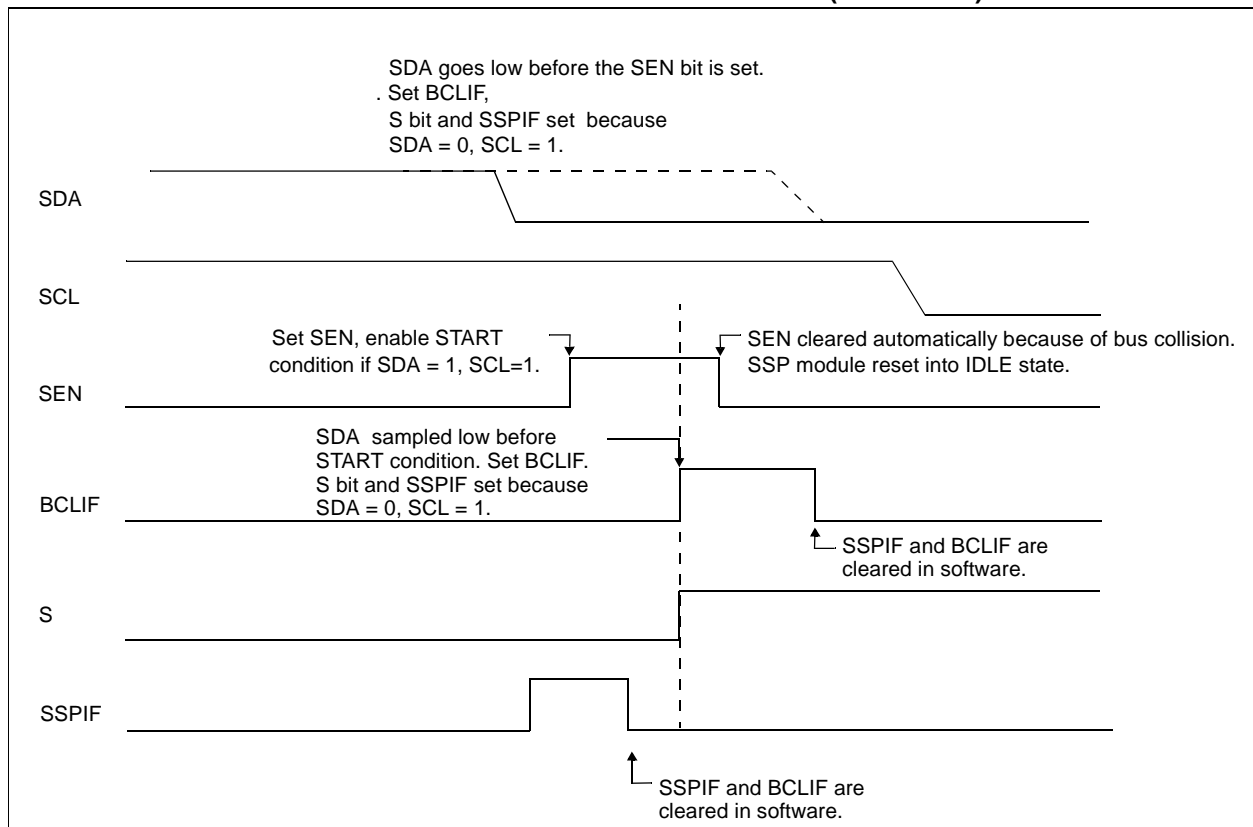 SDA goes low before the SEN bit is set.
. Set BCLIF,
S bit and SSPIF set because
SDA = 0, SCL = 1.
SDA
SCL
Set SEN, enable START
condition if SDA = 1, SCL=1.
SEN cleared automatically because of bus collision.
SSP module reset into IDLE state.
SEN
SDA sampled low before
START condition. Set BCLIF.
S bit and SSPIF set because
SDA = 0, SCL = 1.
BCLIF
SSPIF and BCLIF are
cleared in software.
S
SSPIF
SSPIF and BCLIF are
cleared in software.